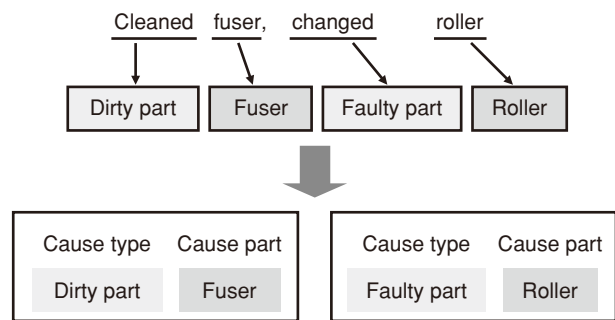 Cleaned fuser, changed roller
Dirty part Fuser Faulty part Roller
Cause type Cause part Cause type Cause part
Dirty part Fuser Faulty part Roller